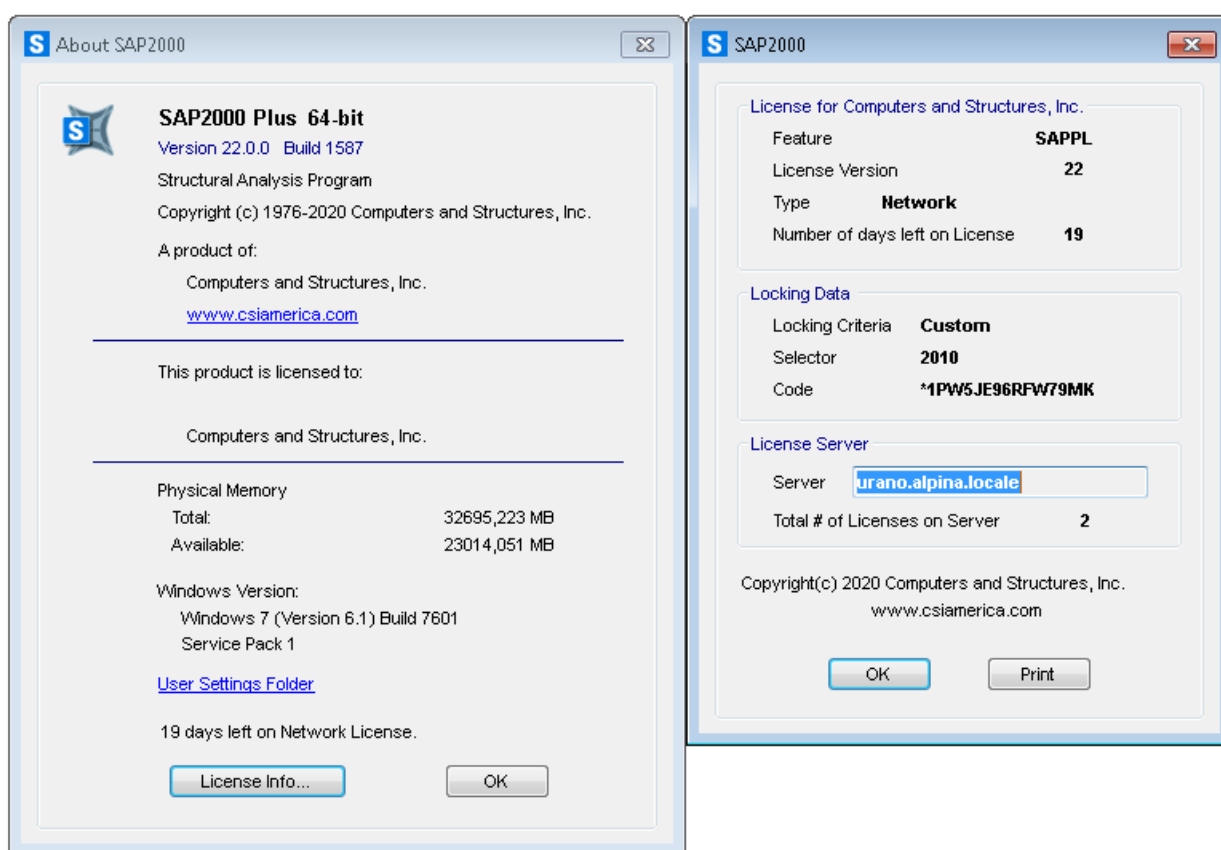 About SAP2000
SAP2000 Plus 64-bit
Version 22.0.0 Build 1587
Structural Analysis Program
Copyright (c) 1976-2020 Computers and Structures, Inc.
A product of:
Computers and Structures, Inc.
www.csiamerica.com
This product is licensed to:
Computers and Structures, Inc.
Physical Memory
Total: 32695,223 MB
Available: 23014,051 MB
Windows Version:
Windows 7 (Version 6.1) Build 7601
Service Pack 1
User Settings Folder
19 days left on Network License.
License Info... OK
SAP2000
License for Computers and Structures, Inc.
Feature SAPPL
License Version 22
Type Network
Number of days left on License 19
Locking Data
Locking Criteria Custom
Selector 2010
Code *1PW5JE96RFW79MK
License Server
Server urano.alpina.locale
Total # of Licenses on Server 2
Copyright(c) 2020 Computers and Structures, Inc.
www.csiamerica.com
OK Print